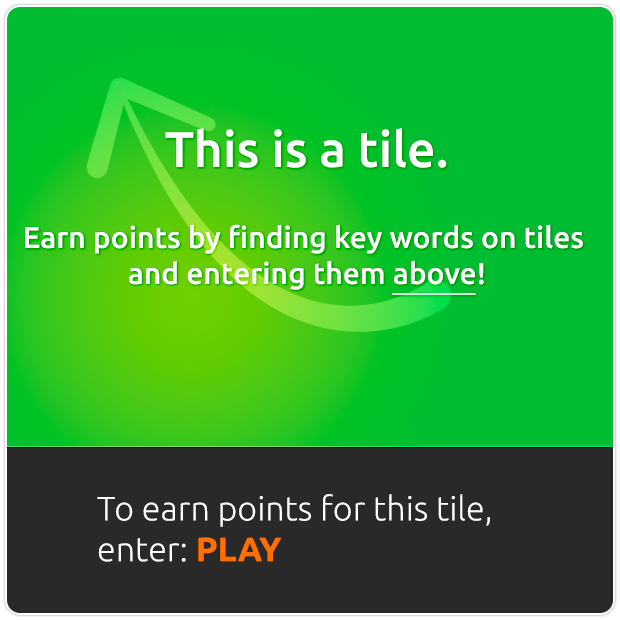 This is a tile.
Earn points by finding key words on tiles
and entering them above!
To earn points for this tile,
enter: PLAY